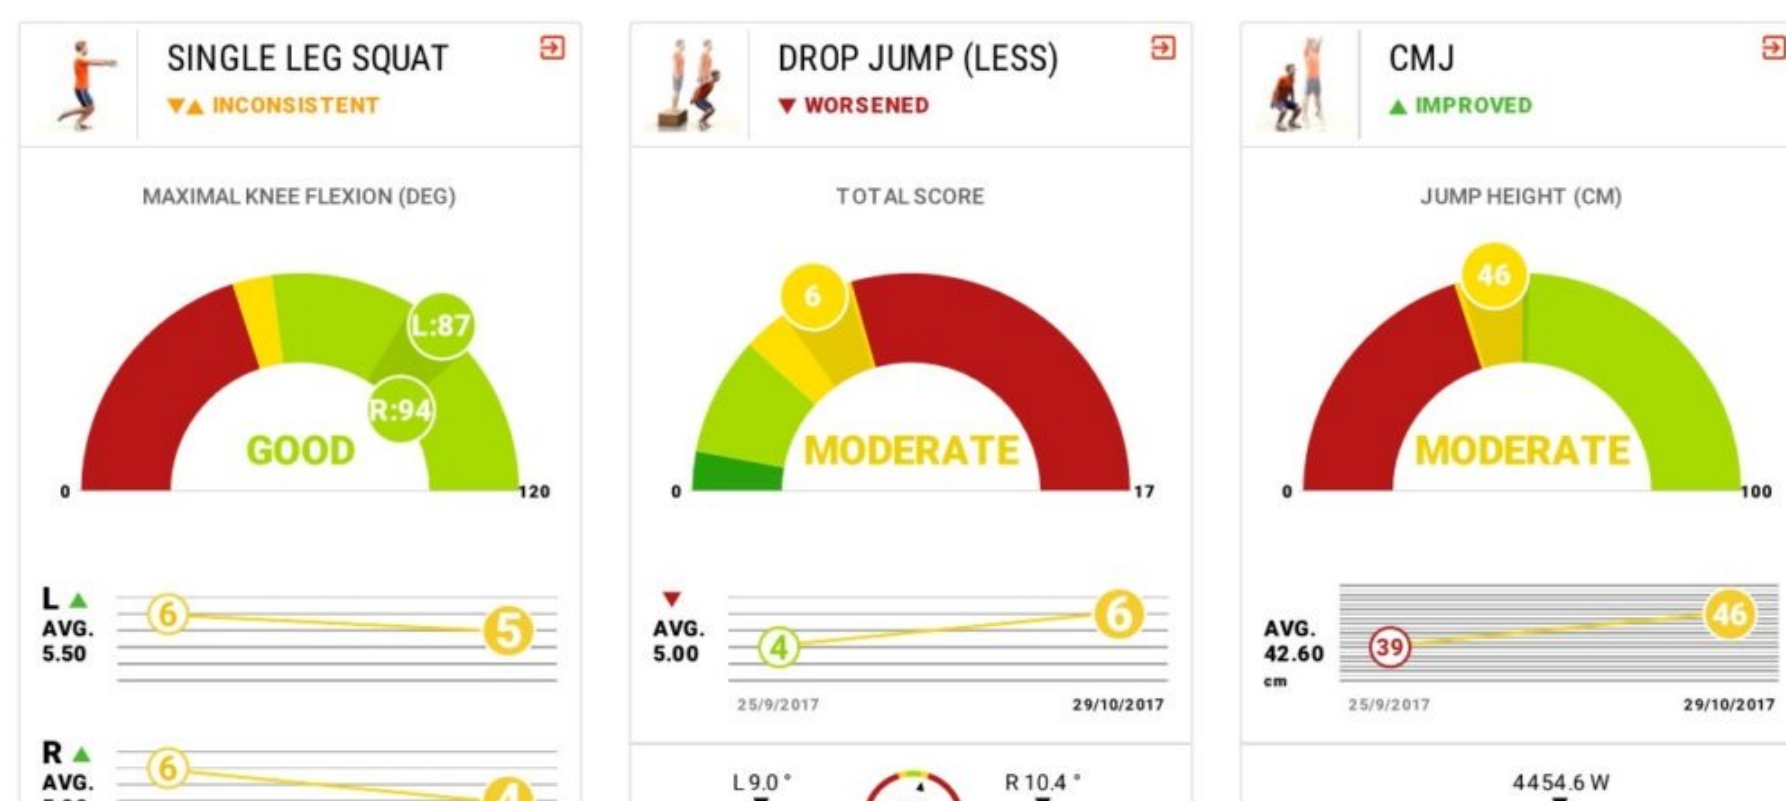 SINGLE LEG SQUAT
INCONSISTENT
MAXIMAL KNEE FLEXION (DEG)
L:87
R:94
GOOD
0
120
L
AVG.
5.50
6
5
R
AVG.
6
4
DROP JUMP (LESS)
WORSENED
TOTAL SCORE
6
MODERATE
0
17
AVG.
5.00
4
6
25/9/2017
29/10/2017
L 9.0 °
R 10.4 °
CMJ
IMPROVED
JUMP HEIGHT (CM)
46
MODERATE
0
100
AVG.
42.60
cm
39
46
25/9/2017
29/10/2017
4454.6 W